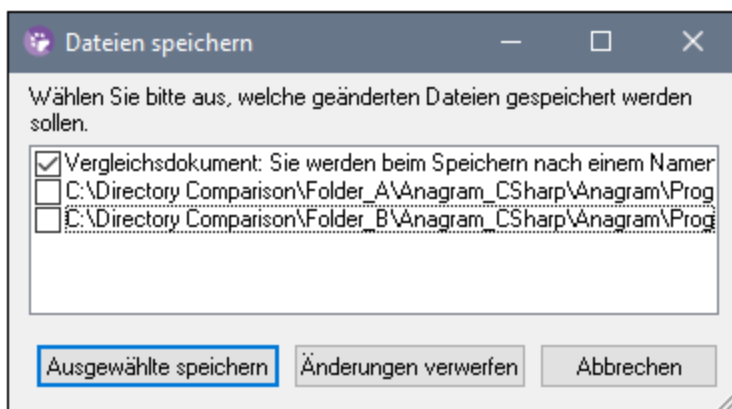 Dateien speichern
Wählen Sie bitte aus, welche geänderten Dateien gespeichert werden
sollen.
Vergleichsdokument: Sie werden beim Speichern nach einem Namer
C:\Directory Comparison\Folder_A\Anagram_CSharp\Anagram\Prog
C:\Directory Comparison\Folder_B\Anagram_CSharp\Anagram\Prog
Ausgewählte speichern Änderungen verwerfen Abbrechen